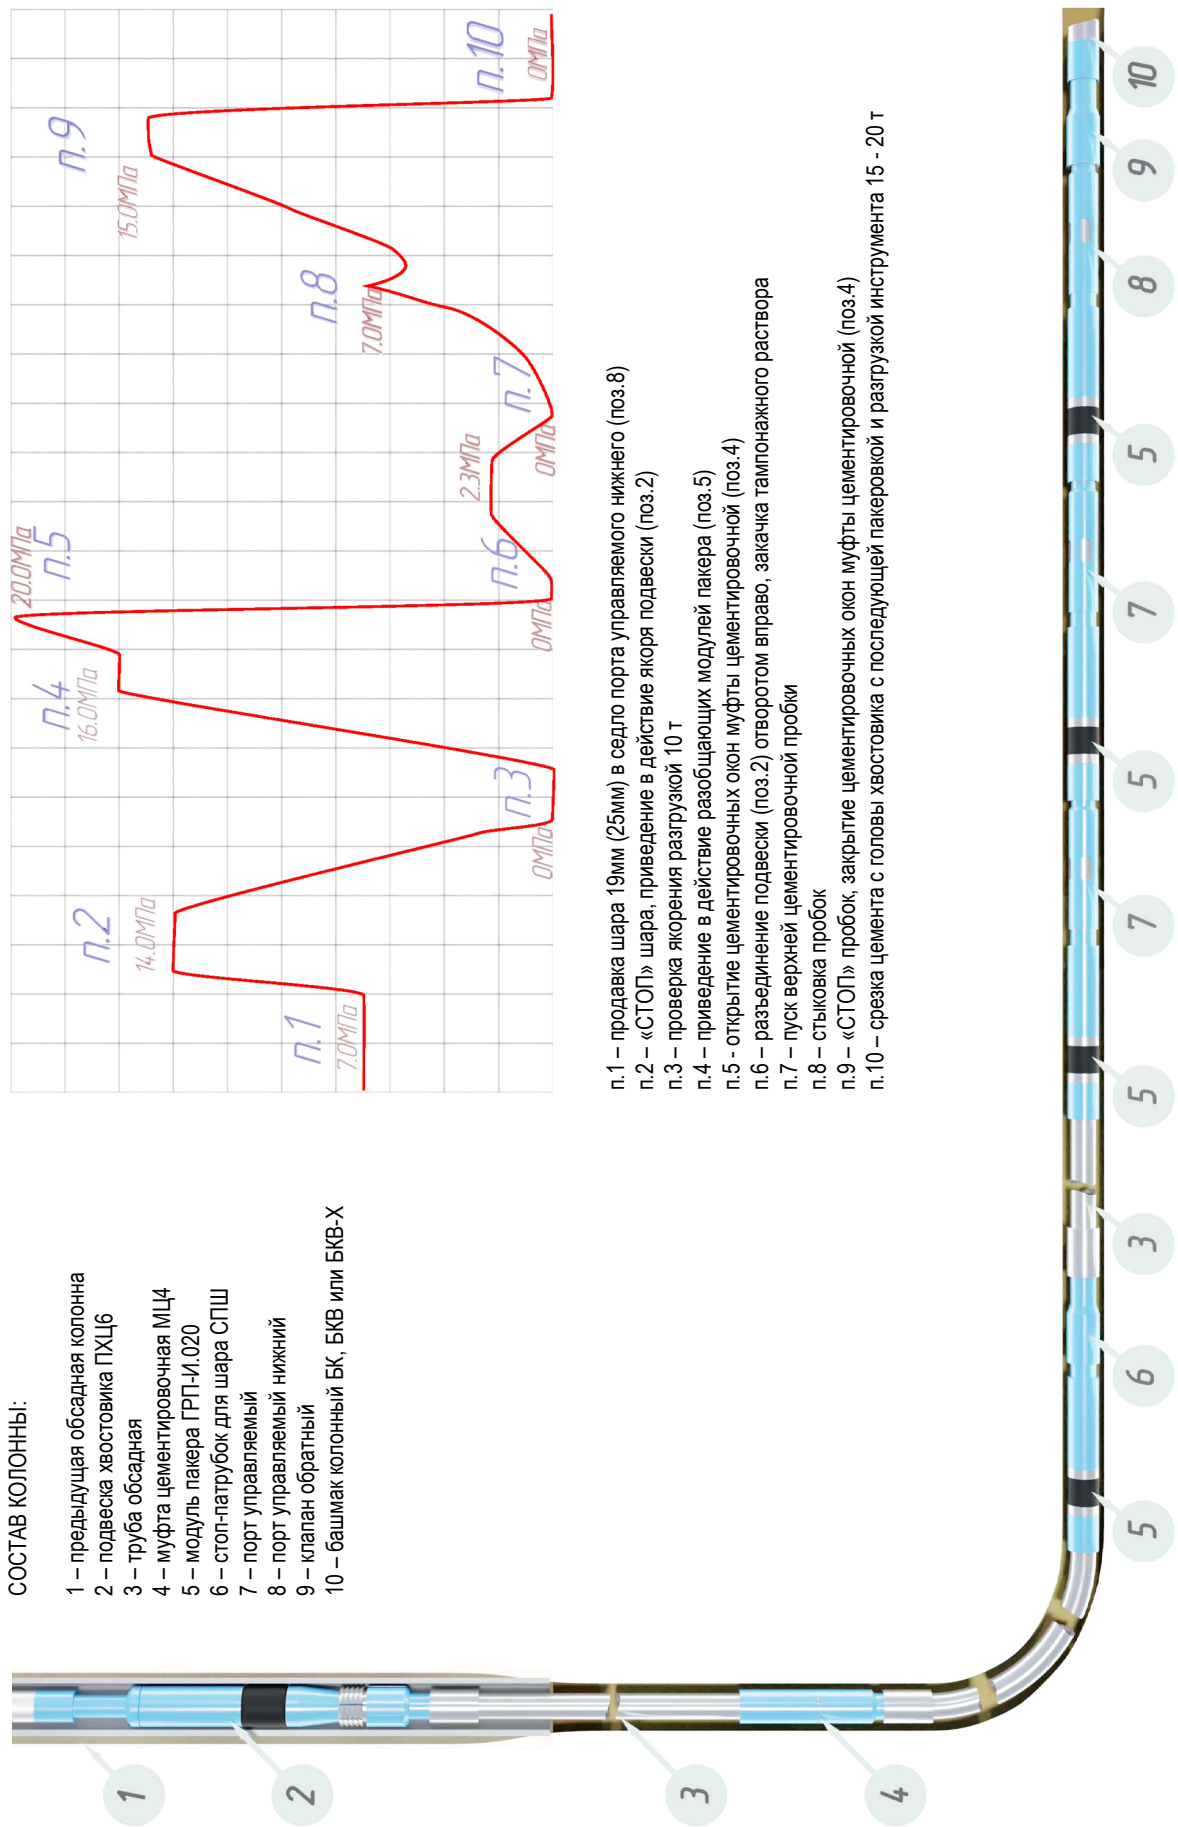 СОСТАВ КОЛОННЫ:
1 – предыдущая обсадная колонна
2 – подвеска хвостовика ПХЦ6
3 – труба обсадная
4 – муфта цементировочная МЦ4
5 – модуль пакера ГРП-И.020
6 – стоп-патрубок для шара СПШ
7 – порт управляемый
8 – порт управляемый нижний
9 – клапан обратный
10 – башмак колонный БК, БКВ или БКВ-Х
п.1
7.0МПа
п.2
14.0МПа
п.3
0МПа
п.4
16.0МПа
п.5
20.0МПа
п.6
0МПа
2.3МПа
п.7
0МПа
п.8
7.0МПа
п.9
15.0МПа
п.10
0МПа
п.1 – продавка шара 19мм (25мм) в седло порта управляемого нижнего (поз.8)
п.2 – «СТОП» шара, приведение в действие якоря подвески (поз.2)
п.3 – проверка якорения разгрузкой 10 т
п.4 – приведение в действие разобщающих модулей пакера (поз.5)
п.5 - открытие цементировочных окон муфты цементировочной (поз.4)
п.6 – разъединение подвески (поз.2) отворотом вправо, закачка тампонажного раствора
п.7 – пуск верхней цементировочной пробки
п.8 – стыковка пробок
п.9 – «СТОП» пробок, закрытие цементировочных окон муфты цементировочной (поз.4)
п.10 – срезка цемента с головы хвостовика с последующей пакеровкой и разгрузкой инструмента 15 - 20 т
1
2
3
4
5
6
3
5
7
5
7
5
8
9
10